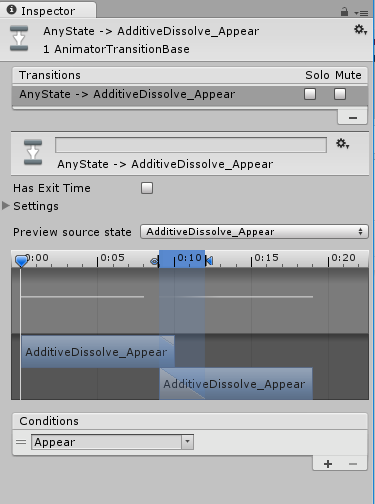 Inspector
AnyState -> AdditiveDissolve_Appear
1 AnimatorTransitionBase
Transitions Solo Mute
AnyState -> AdditiveDissolve_Appear
AnyState -> AdditiveDissolve_Appear
Has Exit Time
Settings
Preview source state AdditiveDissolve_Appear
0:00 0:05 0:10 0:15 0:20
AdditiveDissolve_Appear
AdditiveDissolve_Appear
Conditions
Appear